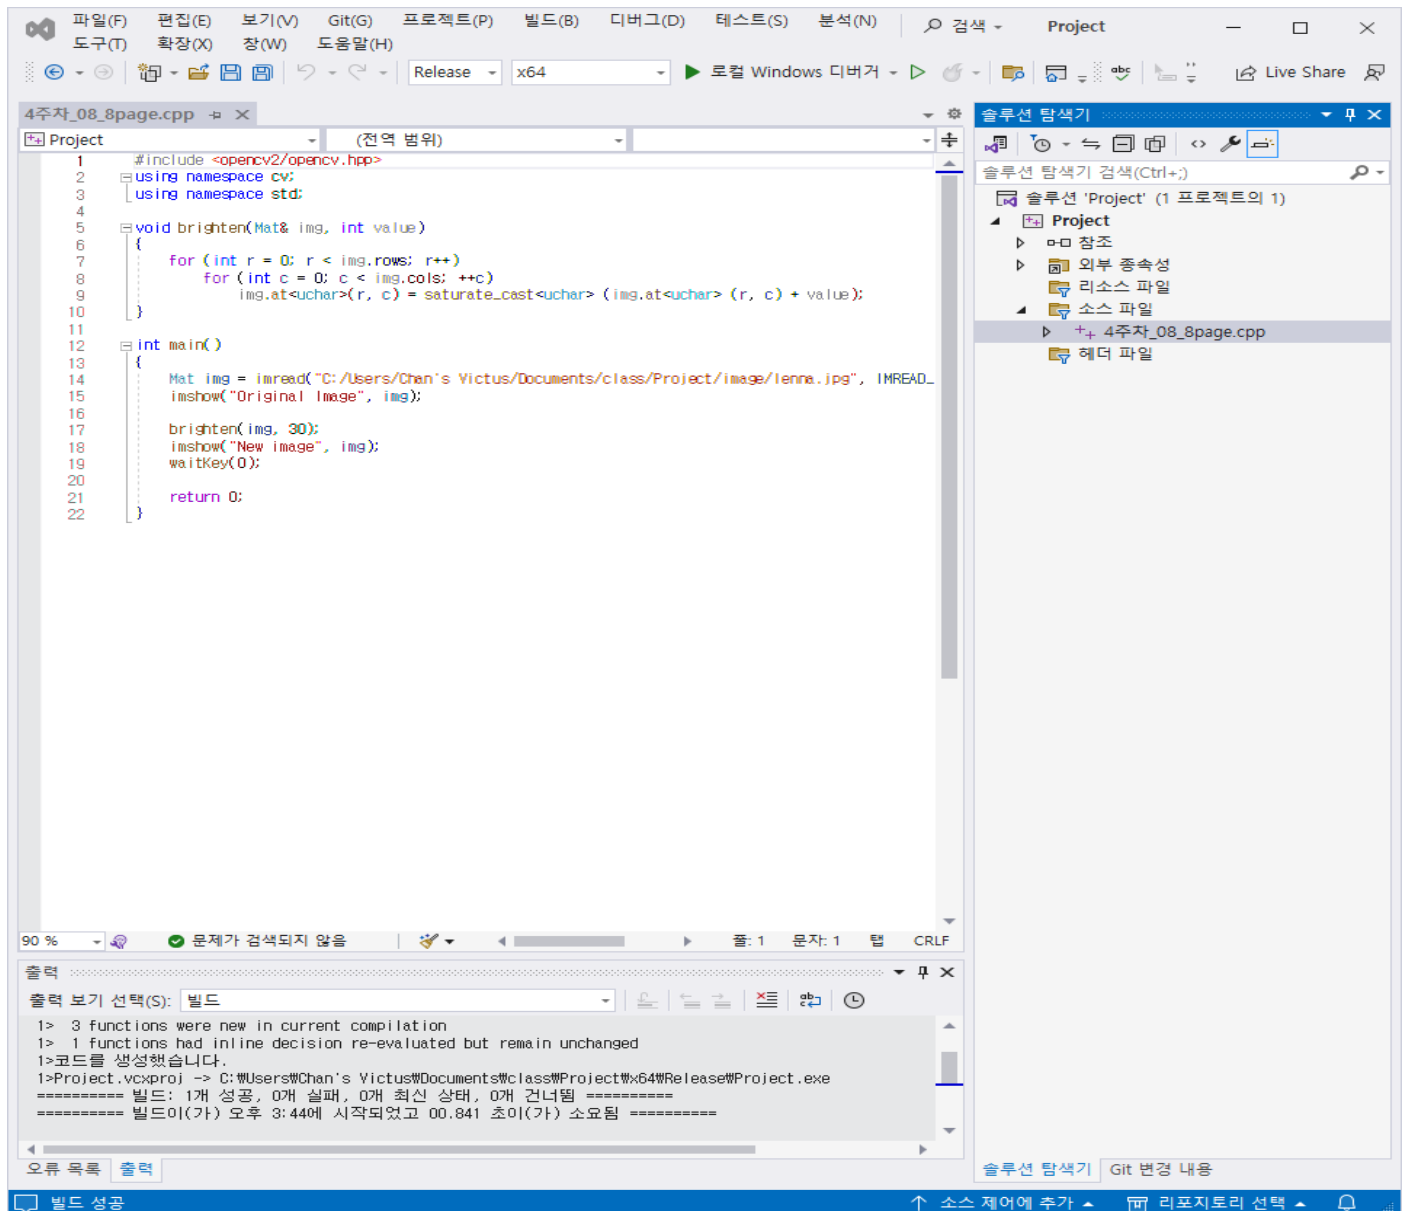 파일(F) 편집(E) 보기(V) Git(G) 프로젝트(P) 빌드(B) 디버그(D) 테스트(S) 분석(N) 검색 Project
도구(T) 확장(X) 창(W) 도움말(H)
Release x64 로컬 Windows 디버거 abc Live Share
4주차_08_8page.cpp
Project (전역 범위)
1 #include <opencv2/opencv.hpp>
2 using namespace cv;
3 using namespace std;
4
5 void brighten(Mat& img, int value)
6 {
7 for (int r = 0; r < img.rows; r++)
8 for (int c = 0; c < img.cols; ++c)
9 img.at<uchar>(r, c) = saturate_cast<uchar> (img.at<uchar> (r, c) + value);
10 }
11
12 int main()
13 {
14 Mat img = imread("C:/Users/Chan's Victus/Documents/class/Project/image/lenna.jpg", IMREAD_
15 imshow("Original Image", img);
16
17 brighten(img, 30);
18 imshow("New image", img);
19 waitKey(0);
20
21 return 0;
22 }
90 % 문제가 검색되지 않음 줄: 1 문자: 1 탭 CRLF
출력
출력 보기 선택(S): 빌드
1> 3 functions were new in current compilation
1> 1 functions had inline decision re-evaluated but remain unchanged
1>코드를 생성했습니다.
1>Project.vcxproj -> C:₩Users₩Chan's Victus₩Documents₩class₩Project₩x64₩Release₩Project.exe
========== 빌드: 1개 성공, 0개 실패, 0개 최신 상태, 0개 건너뜀 ==========
========== 빌드이(가) 오후 3:44에 시작되었고 00.841 초이(가) 소요됨 ==========
오류 목록 출력
솔루션 탐색기
솔루션 탐색기 검색(Ctrl+;)
솔루션 'Project' (1 프로젝트의 1)
Project
참조
외부 종속성
리소스 파일
소스 파일
4주차_08_8page.cpp
헤더 파일
솔루션 탐색기 Git 변경 내용
빌드 성공 소스 제어에 추가 리포지토리 선택